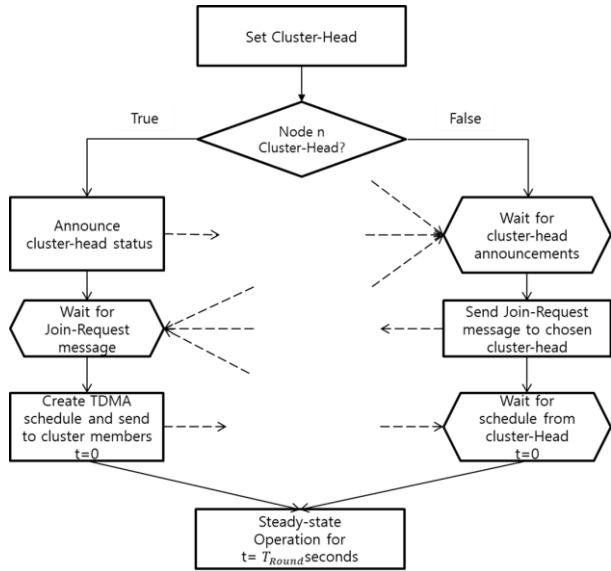 Set Cluster-Head
True
False
Node n
Cluster-Head?
Announce
cluster-head status
Wait for
cluster-head
announcements
Wait for
Join-Request
message
Send Join-Request
message to chosen
cluster-head
Create TDMA
schedule and send
to cluster members
t=0
Wait for
schedule from
cluster-Head
t=0
Steady-state
Operation for
t= T_Round seconds